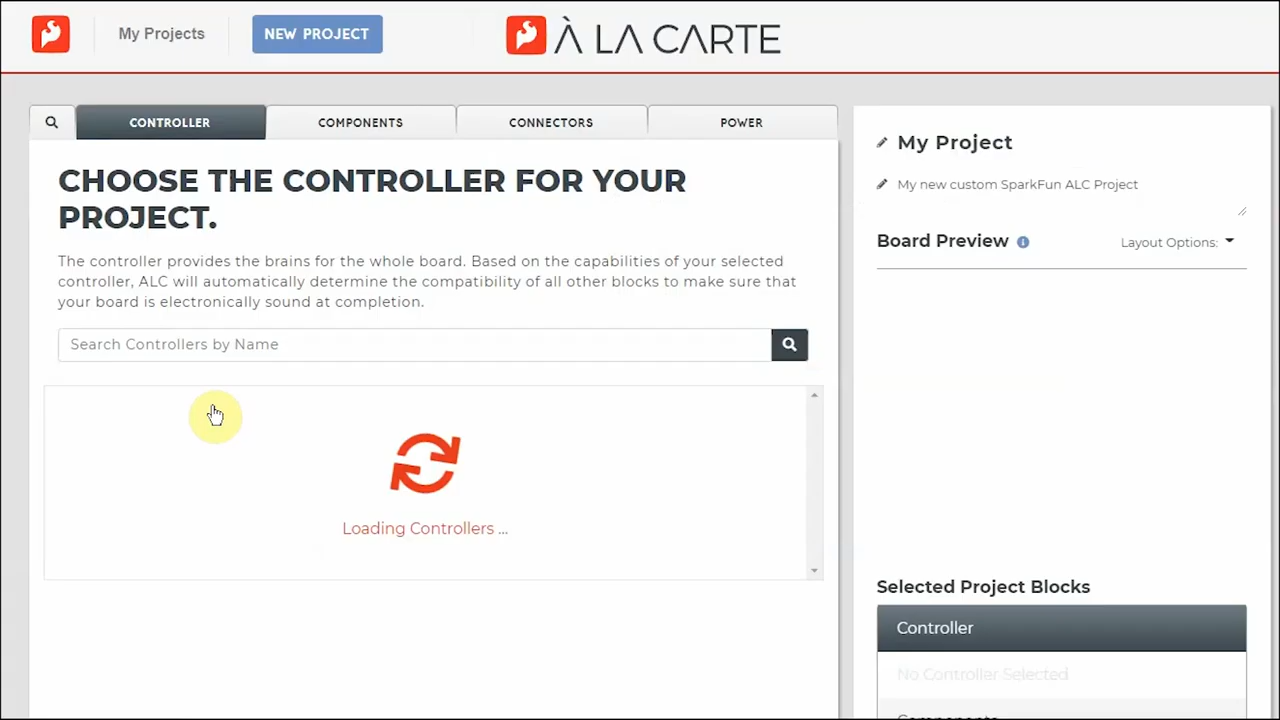 My Projects
NEW PROJECT
À LA CARTE
CONTROLLER
COMPONENTS
CONNECTORS
POWER
CHOOSE THE CONTROLLER FOR YOUR
PROJECT.
The controller provides the brains for the whole board. Based on the capabilities of your selected
controller, ALC will automatically determine the compatibility of all other blocks to make sure that
your board is electronically sound at completion.
Search Controllers by Name
Loading Controllers ...
My Project
My new custom SparkFun ALC Project
Board Preview
Layout Options:
Selected Project Blocks
Controller
No Controller Selected
Components